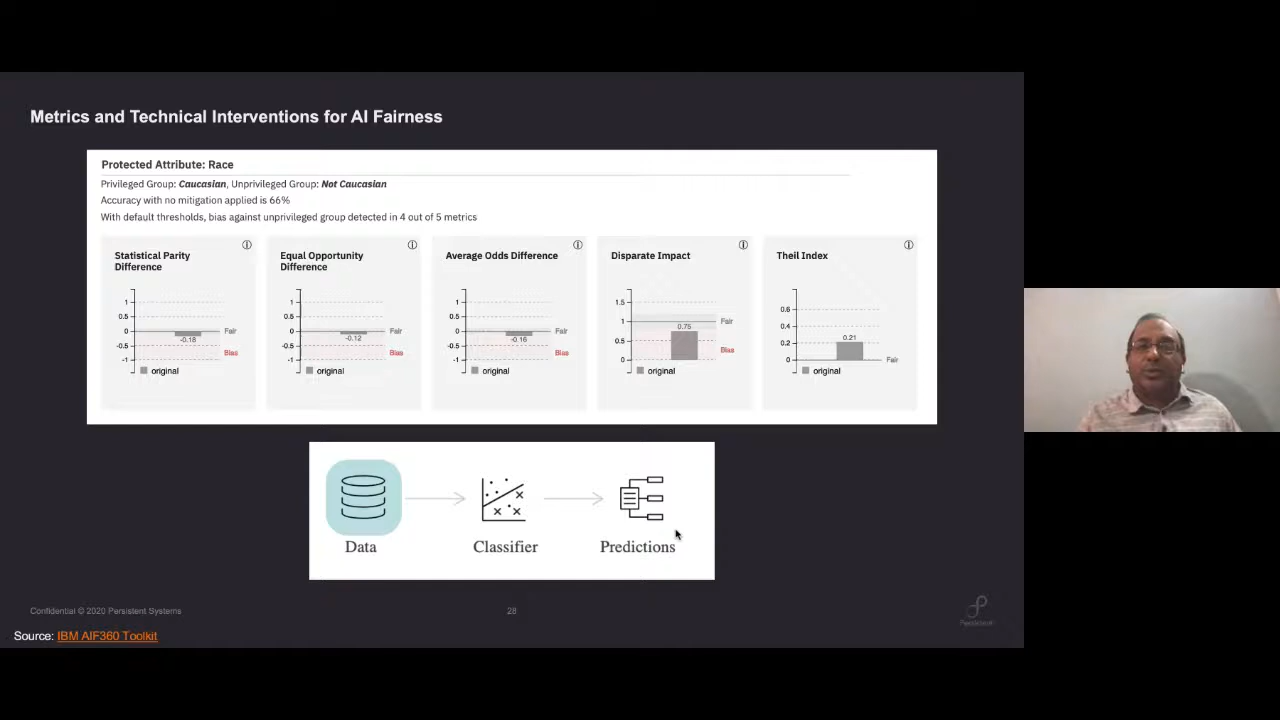 Metrics and Technical Interventions for AI Fairness
Protected Attribute: Race
Privileged Group: Caucasian, Unprivileged Group: Not Caucasian
Accuracy with no mitigation applied is 66%
With default thresholds, bias against unprivileged group detected in 4 out of 5 metrics
Statistical Parity
Difference
1
0.5
0
-0.5
-1
-0.18
Fair
Bias
original
Equal Opportunity
Difference
1
0.5
0
-0.5
-1
-0.12
Fair
Bias
original
Average Odds Difference
1
0.5
0
-0.5
-1
-0.16
Fair
Bias
original
Disparate Impact
1.5
1
0.5
0
0.75
Fair
Bias
original
Theil Index
0.6
0.4
0.2
0
0.21
Fair
original
Data
Classifier
Predictions
Confidential © 2020 Persistent Systems
28
Persistent
Source: IBM AIF360 Toolkit